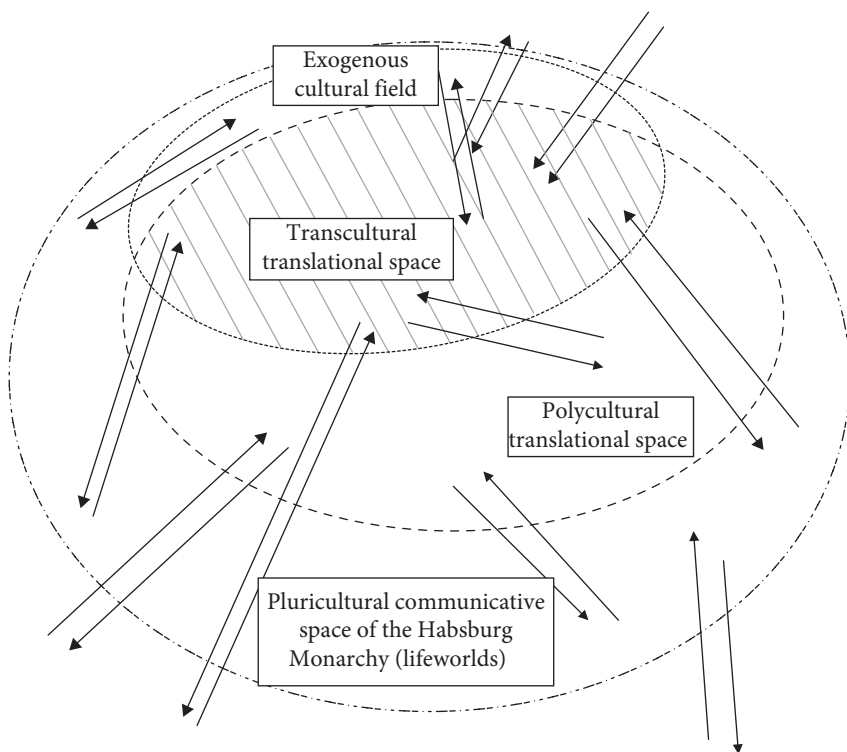 Exogenous
cultural field
Transcultural
translational space
Polycultural
translational space
Pluricultural communicative
space of the Habsburg
Monarchy (lifeworlds)